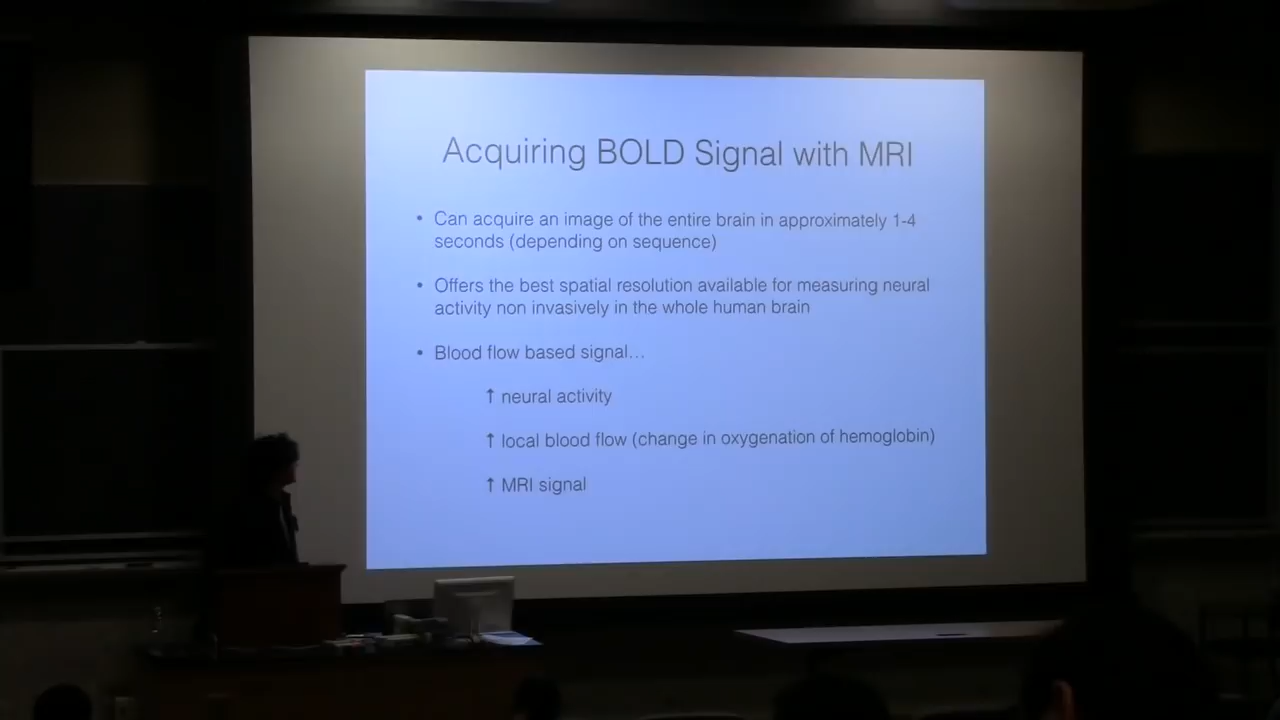 Acquiring BOLD Signal with MRI
• Can acquire an image of the entire brain in approximately 1-4
seconds (depending on sequence)
• Offers the best spatial resolution available for measuring neural
activity non invasively in the whole human brain
• Blood flow based signal…
↑ neural activity
↑ local blood flow (change in oxygenation of hemoglobin)
↑ MRI signal